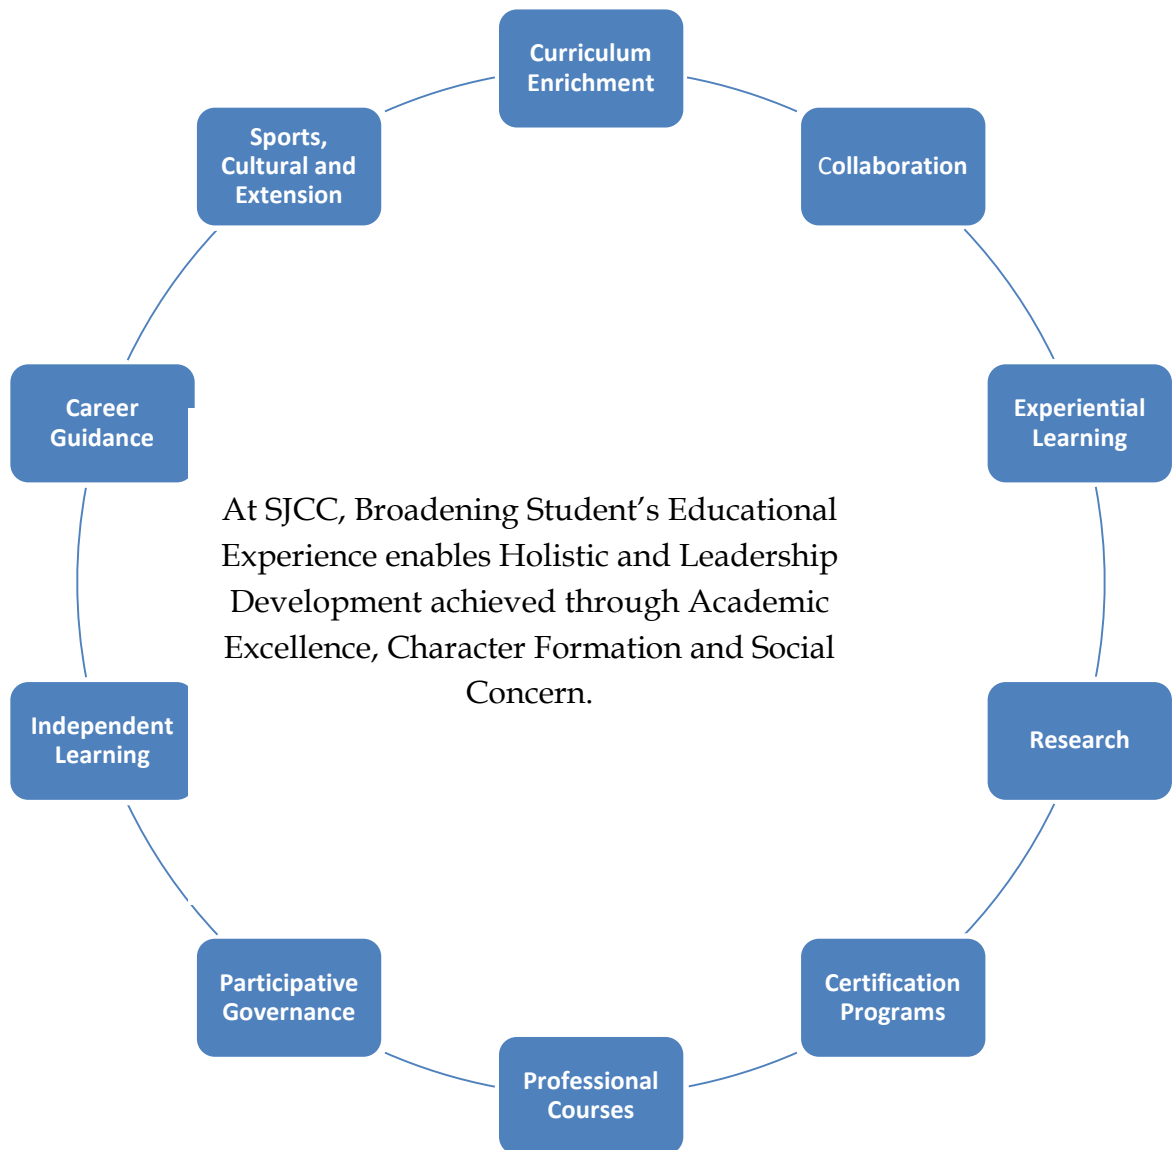 Curriculum
Enrichment
Sports,
Cultural and
Extension
Collaboration
Career
Guidance
Experiential
Learning
At SJCC, Broadening Student’s Educational
Experience enables Holistic and Leadership
Development achieved through Academic
Excellence, Character Formation and Social
Concern.
Independent
Learning
Research
Participative
Governance
Certification
Programs
Professional
Courses